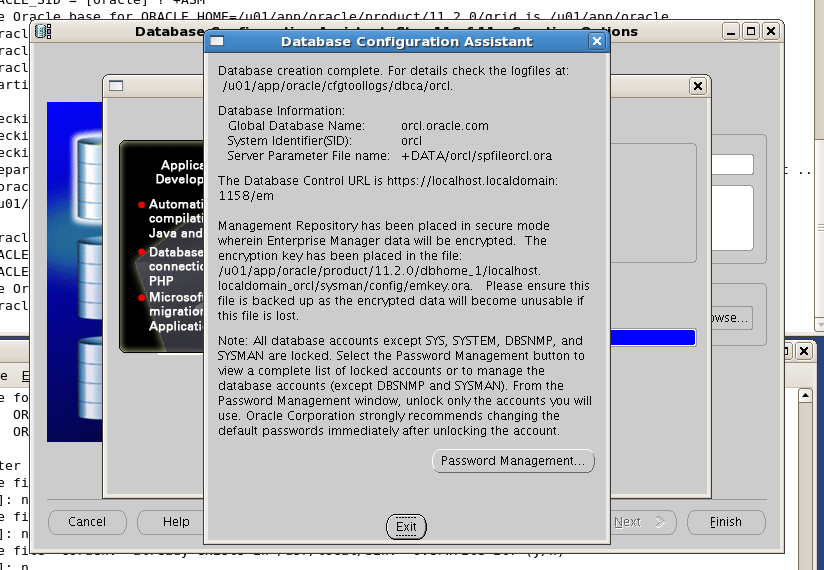 ORACLE_SID = [oracle] ? +ASM
e Oracle base for ORACLE_HOME=/u01/app/oracle/product/11.2.0/grid is /u01/app/oracle
Database Configuration Assistant
Database creation complete. For details check the logfiles at:
/u01/app/oracle/cfgtoollogs/dbca/orcl.
Database Information:
Global Database Name: orcl.oracle.com
System Identifier(SID): orcl
Server Parameter File name: +DATA/orcl/spfileorcl.ora
The Database Control URL is https://localhost.localdomain:
1158/em
Management Repository has been placed in secure mode
wherein Enterprise Manager data will be encrypted. The
encryption key has been placed in the file:
/u01/app/oracle/product/11.2.0/dbhome_1/localhost.
localdomain_orcl/sysman/config/emkey.ora. Please ensure this
file is backed up as the encrypted data will become unusable if
this file is lost.
Note: All database accounts except SYS, SYSTEM, DBSNMP, and
SYSMAN are locked. Select the Password Management button to
view a complete list of locked accounts or to manage the
database accounts (except DBSNMP and SYSMAN). From the
Password Management window, unlock only the accounts you will
use. Oracle Corporation strongly recommends changing the
default passwords immediately after unlocking the account.
Password Management...
Exit
Applica
Develop
Automati
compilati
Java and
Database
connectio
PHP
Microsof
migration
Applicati
owse...
Cancel
Help
Next
Finish